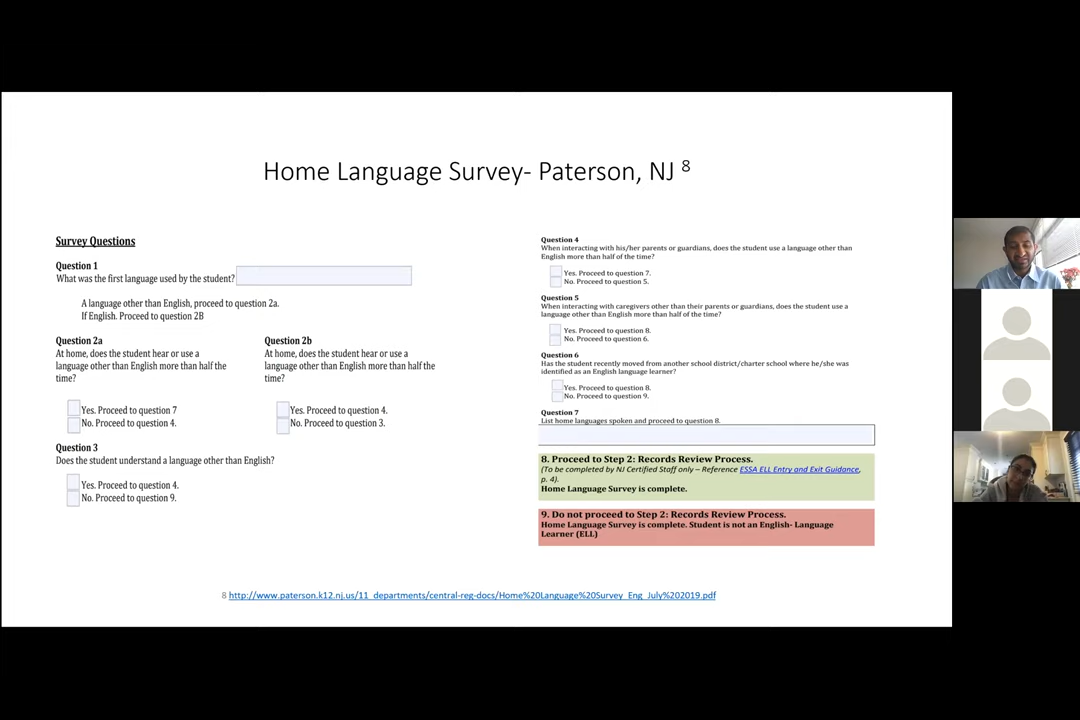 Home Language Survey- Paterson, NJ 8
Survey Questions
Question 1
What was the first language used by the student?
A language other than English, proceed to question 2a.
If English. Proceed to question 2B
Question 2a
At home, does the student hear or use a
language other than English more than half the
time?
Yes. Proceed to question 7
No. Proceed to question 4.
Question 2b
At home, does the student hear or use a
language other than English more than half the
time?
Yes. Proceed to question 4.
No. Proceed to question 3.
Question 3
Does the student understand a language other than English?
Yes. Proceed to question 4.
No. Proceed to question 9.
Question 4
When interacting with his/her parents or guardians, does the student use a language other than
English more than half of the time?
Yes. Proceed to question 7.
No. Proceed to question 5.
Question 5
When interacting with caregivers other than their parents or guardians, does the student use a
language other than English more than half of the time?
Yes. Proceed to question 8.
No. Proceed to question 6.
Question 6
Has the student recently moved from another school district/charter school where he/she was
identified as an English language learner?
Yes. Proceed to question 8.
No. Proceed to question 9.
Question 7
List home languages spoken and proceed to question 8.
8. Proceed to Step 2: Records Review Process.
(To be completed by NJ Certified Staff only – Reference ESSA ELL Entry and Exit Guidance,
p. 4).
Home Language Survey is complete.
9. Do not proceed to Step 2: Records Review Process.
Home Language Survey is complete. Student is not an English- Language
Learner (ELL)
8 http://www.paterson.k12.nj.us/11_departments/central-reg-docs/Home%20Language%20Survey_Eng_July%202019.pdf